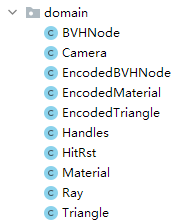 domain
BVHNode
Camera
EncodedBVHNode
EncodedMaterial
EncodedTriangle
Handles
HitRst
Material
Ray
Triangle